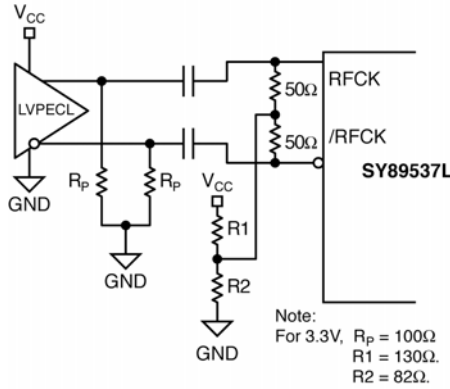 VCC
LVPECL
GND
RP
RP
GND
VCC
R1
R2
GND
50Ω
50Ω
RFCK
/RFCK
SY89537L
Note:
For 3.3V, RP = 100Ω
R1 = 130Ω.
R2 = 82Ω.